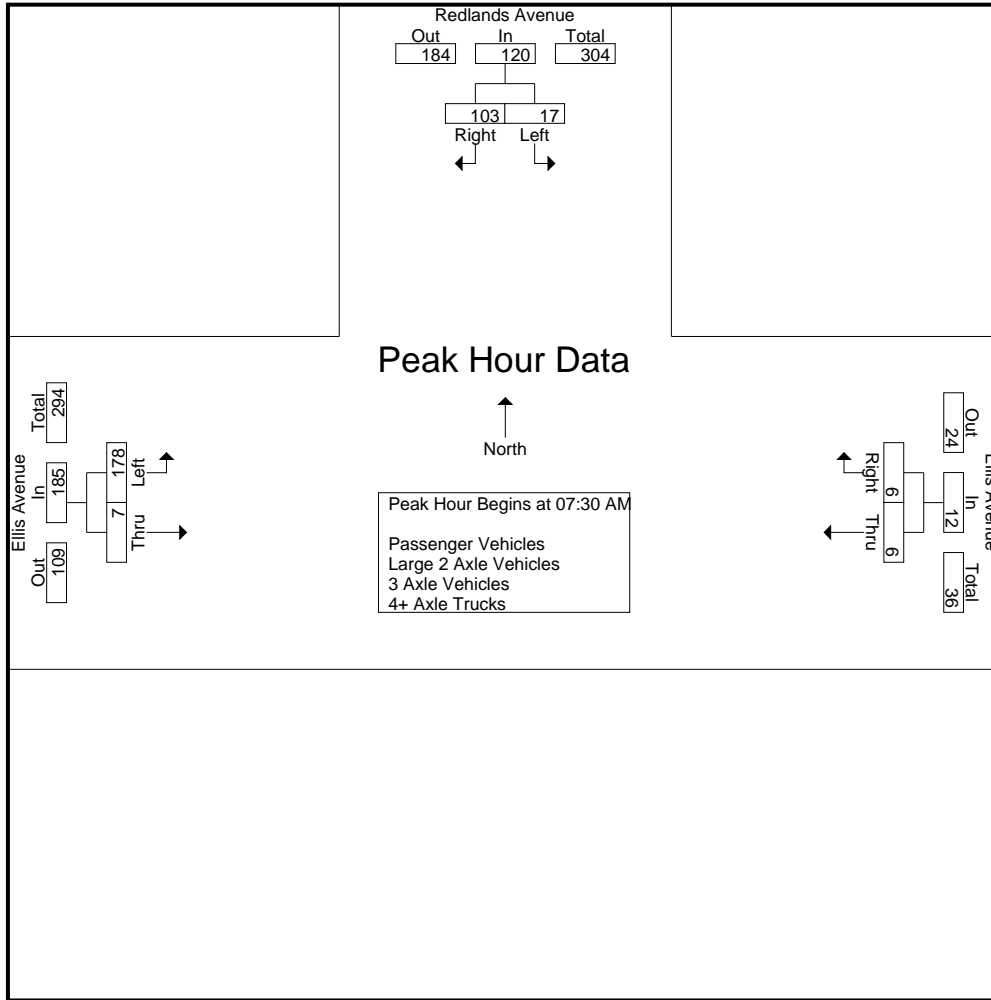 Redlands Avenue
Out In Total
184 120 304
103 17
Right Left
Peak Hour Data
North
Peak Hour Begins at 07:30 AM
Passenger Vehicles
Large 2 Axle Vehicles
3 Axle Vehicles
4+ Axle Trucks
Ellis Avenue
Out In Total
109 185 294
7 178
Thru Left
Ellis Avenue
Out In Total
24 12 36
6 6
Right Thru